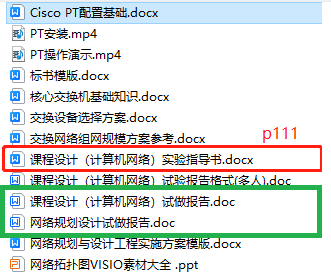 Cisco PT配置基础.docx
PT安装.mp4
PT操作演示.mp4
标书模版.docx
核心交换机基础知识.docx
交换设备选择方案.docx
交换网络组网规模方案参考.docx
p111
课程设计（计算机网络）实验指导书.docx
课程设计（计算机网络）试验报告格式(多人).doc
课程设计（计算机网络）试做报告.doc
网络规划设计试做报告.doc
网络规划与设计工程实施方案模版.docx
网络拓扑图VISIO素材大全 .ppt